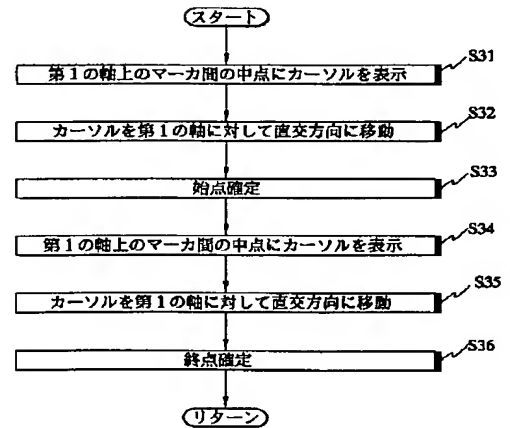 スタート
S31
第1の軸上のマーカ間の中点にカーソルを表示
S32
カーソルを第1の軸に対して直交方向に移動
S33
始点確定
S34
第1の軸上のマーカ間の中点にカーソルを表示
S35
カーソルを第1の軸に対して直交方向に移動
S36
終点確定
リターン